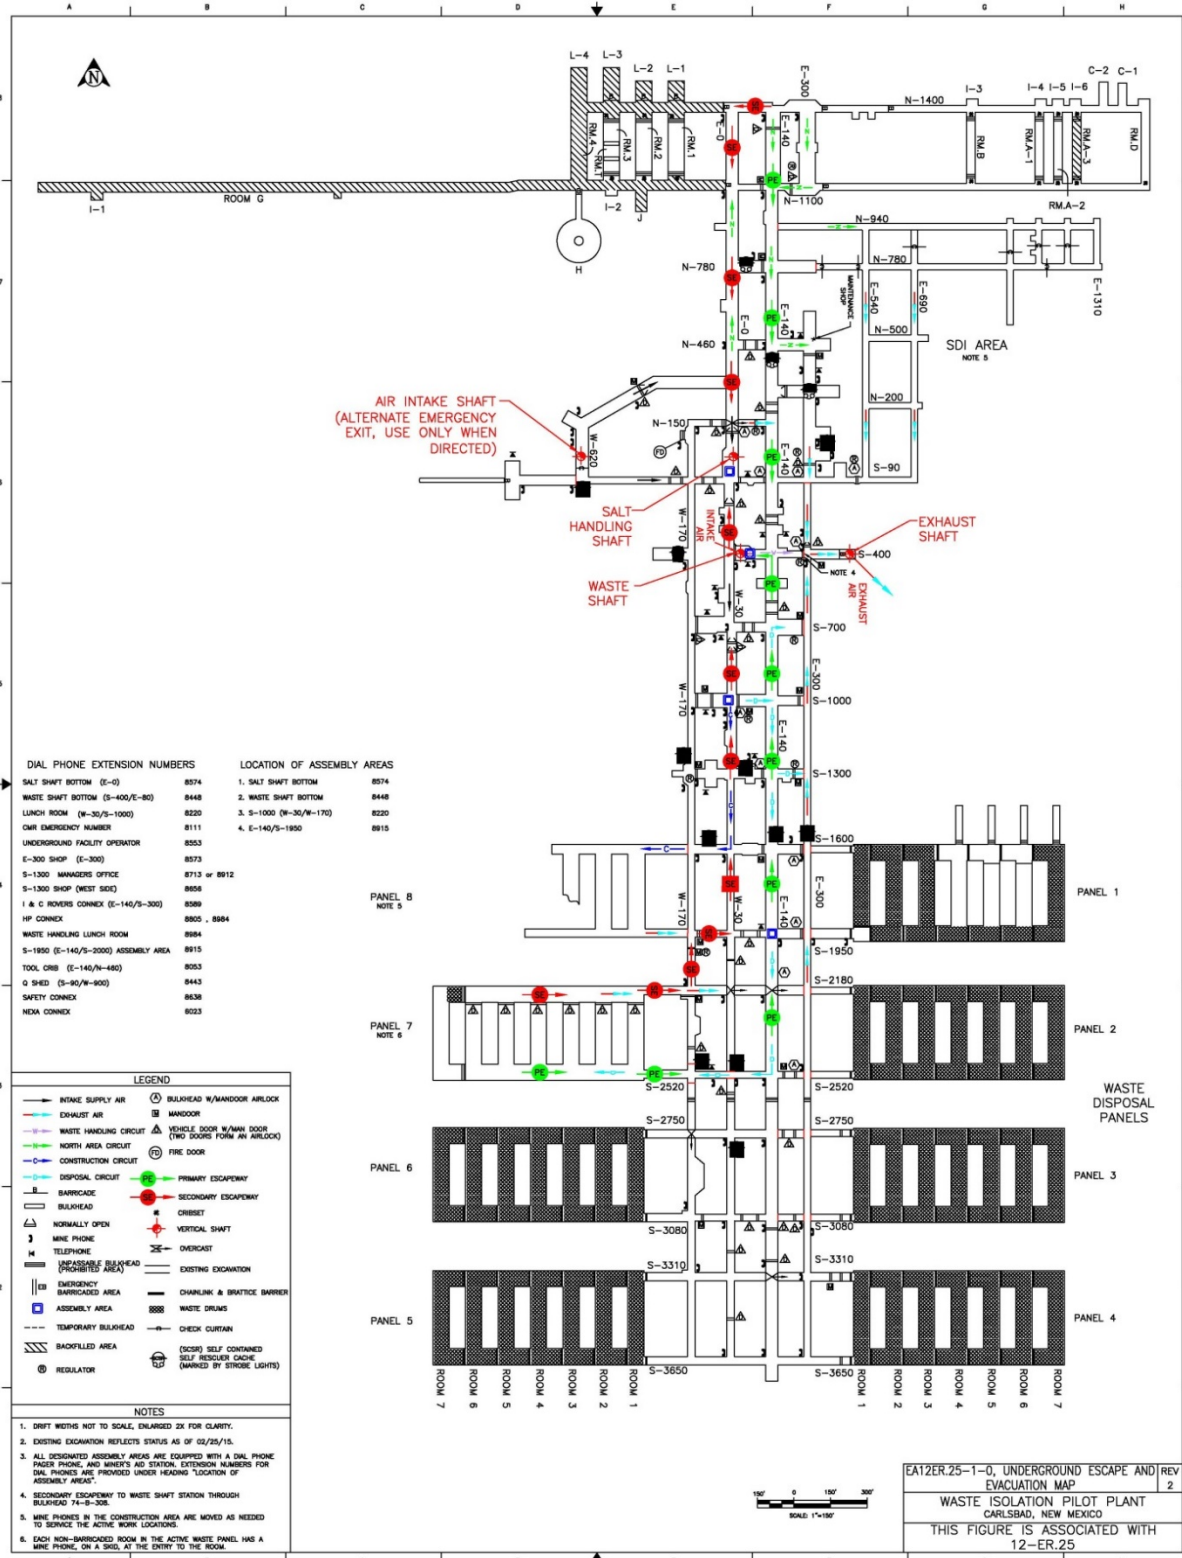 A B C D E F G H
N
L-4 L-3 L-2 L-1 E-300 C-2 C-1
I-3 I-4 I-5 I-6
N-1400
E-0 E-140
RM.4 RM.T RM.3 RM.2 RM.1 RM.B RM.A-1 RM.A-3 RM.D
ROOM G
I-1 I-2 J N-1100 RM.A-2
N-940
H N-780 N-780
MAINTENANCE SHOP
E-540 E-690 E-1310
E-0 E-140
N-460 N-500
SDI AREA
NOTE 5
AIR INTAKE SHAFT
(ALTERNATE EMERGENCY
EXIT, USE ONLY WHEN
DIRECTED)
N-200
N-150
W-620 E-140
S-90
SALT
HANDLING
SHAFT
W-170
INTAKE AIR
EXHAUST
SHAFT
S-400
NOTE 4
WASTE
SHAFT
EXHAUST AIR
W-30
S-700
E-300
W-170
S-1000
E-140
S-1300
S-1600
PANEL 8
NOTE 5
W-170 W-30 E-140 E-300
PANEL 1
S-1950
S-2180
PANEL 7
NOTE 6
PANEL 2
S-2520 S-2520
WASTE
DISPOSAL
PANELS
S-2750 S-2750
PANEL 6
PANEL 3
S-3080 S-3080
S-3310 S-3310
PANEL 5
PANEL 4
S-3650 S-3650
ROOM 7 ROOM 6 ROOM 5 ROOM 4 ROOM 3 ROOM 2 ROOM 1
ROOM 1 ROOM 2 ROOM 3 ROOM 4 ROOM 5 ROOM 6 ROOM 7
DIAL PHONE EXTENSION NUMBERS
SALT SHAFT BOTTOM (E-0) 8574
WASTE SHAFT BOTTOM (S-400/E-80) 8448
LUNCH ROOM (W-30/S-1000) 8220
CMR EMERGENCY NUMBER 8111
UNDERGROUND FACILITY OPERATOR 8553
E-300 SHOP (E-300) 8573
S-1300 MANAGERS OFFICE 8713 or 8912
S-1300 SHOP (WEST SIDE) 8656
I & C ROVERS CONNEX (E-140/S-300) 8589
HP CONNEX 8805 , 8984
WASTE HANDLING LUNCH ROOM 8984
S-1950 (E-140/S-2000) ASSEMBLY AREA 8915
TOOL CRIB (E-140/N-460) 8053
Q SHED (S-90/W-900) 8443
SAFETY CONNEX 8638
NEXA CONNEX 6023
LOCATION OF ASSEMBLY AREAS
1. SALT SHAFT BOTTOM 8574
2. WASTE SHAFT BOTTOM 8448
3. S-1000 (W-30/W-170) 8220
4. E-140/S-1950 8915
LEGEND
INTAKE SUPPLY AIR
EXHAUST AIR
WASTE HANDLING CIRCUIT
NORTH AREA CIRCUIT
CONSTRUCTION CIRCUIT
DISPOSAL CIRCUIT
BARRICADE
BULKHEAD
NORMALLY OPEN
MINE PHONE
TELEPHONE
UNPASSABLE BULKHEAD
(PROHIBITED AREA)
EMERGENCY
BARRICADED AREA
ASSEMBLY AREA
TEMPORARY BULKHEAD
BACKFILLED AREA
REGULATOR
BULKHEAD W/MANDOOR AIRLOCK
MANDOOR
VEHICLE DOOR W/MAN DOOR
(TWO DOORS FORM AN AIRLOCK)
FIRE DOOR
PE PRIMARY ESCAPEWAY
SE SECONDARY ESCAPEWAY
CRIBSET
VERTICAL SHAFT
OVERCAST
EXISTING EXCAVATION
CHAINLINK & BRATTICE BARRIER
WASTE DRUMS
CHECK CURTAIN
(SCSR) SELF CONTAINED
SELF RESCUER CACHE
(MARKED BY STROBE LIGHTS)
NOTES
1. DRIFT WIDTHS NOT TO SCALE, ENLARGED 2X FOR CLARITY.
2. EXISTING EXCAVATION REFLECTS STATUS AS OF 02/25/15.
3. ALL DESIGNATED ASSEMBLY AREAS ARE EQUIPPED WITH A DIAL PHONE
PAGER PHONE, AND MINER'S AID STATION. EXTENSION NUMBERS FOR
DIAL PHONES ARE PROVIDED UNDER HEADING "LOCATION OF
ASSEMBLY AREAS".
4. SECONDARY ESCAPEWAY TO WASTE SHAFT STATION THROUGH
BULKHEAD 74-B-308.
5. MINE PHONES IN THE CONSTRUCTION AREA ARE MOVED AS NEEDED
TO SERVICE THE ACTIVE WORK LOCATIONS.
6. EACH NON-BARRICADED ROOM IN THE ACTIVE WASTE PANEL HAS A
MINE PHONE, ON A SKID, AT THE ENTRY TO THE ROOM.
150' 0 150' 300'
SCALE: 1"=150'
EA12ER.25-1-0, UNDERGROUND ESCAPE AND
EVACUATION MAP
REV
2
WASTE ISOLATION PILOT PLANT
CARLSBAD, NEW MEXICO
THIS FIGURE IS ASSOCIATED WITH
12-ER.25